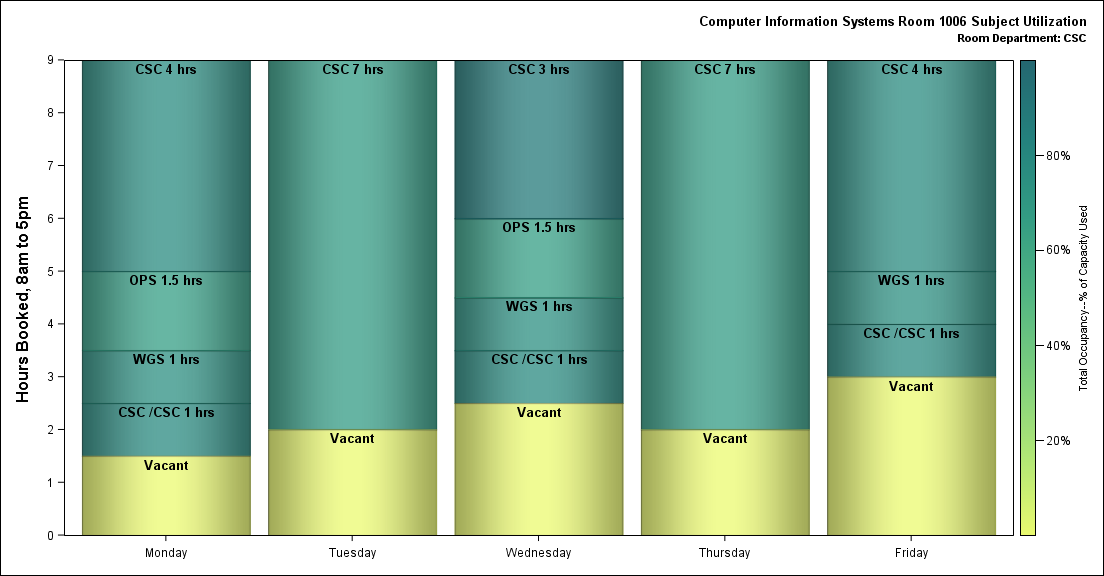 Computer Information Systems Room 1006 Subject Utilization
Room Department: CSC
Hours Booked, 8am to 5pm
9
8
7
6
5
4
3
2
1
0
CSC 4 hrs
OPS 1.5 hrs
WGS 1 hrs
CSC /CSC 1 hrs
Vacant
CSC 7 hrs
Vacant
CSC 3 hrs
OPS 1.5 hrs
WGS 1 hrs
CSC /CSC 1 hrs
Vacant
CSC 7 hrs
Vacant
CSC 4 hrs
WGS 1 hrs
CSC /CSC 1 hrs
Vacant
Monday
Tuesday
Wednesday
Thursday
Friday
80%
60%
40%
20%
Total Occupancy--% of Capacity Used